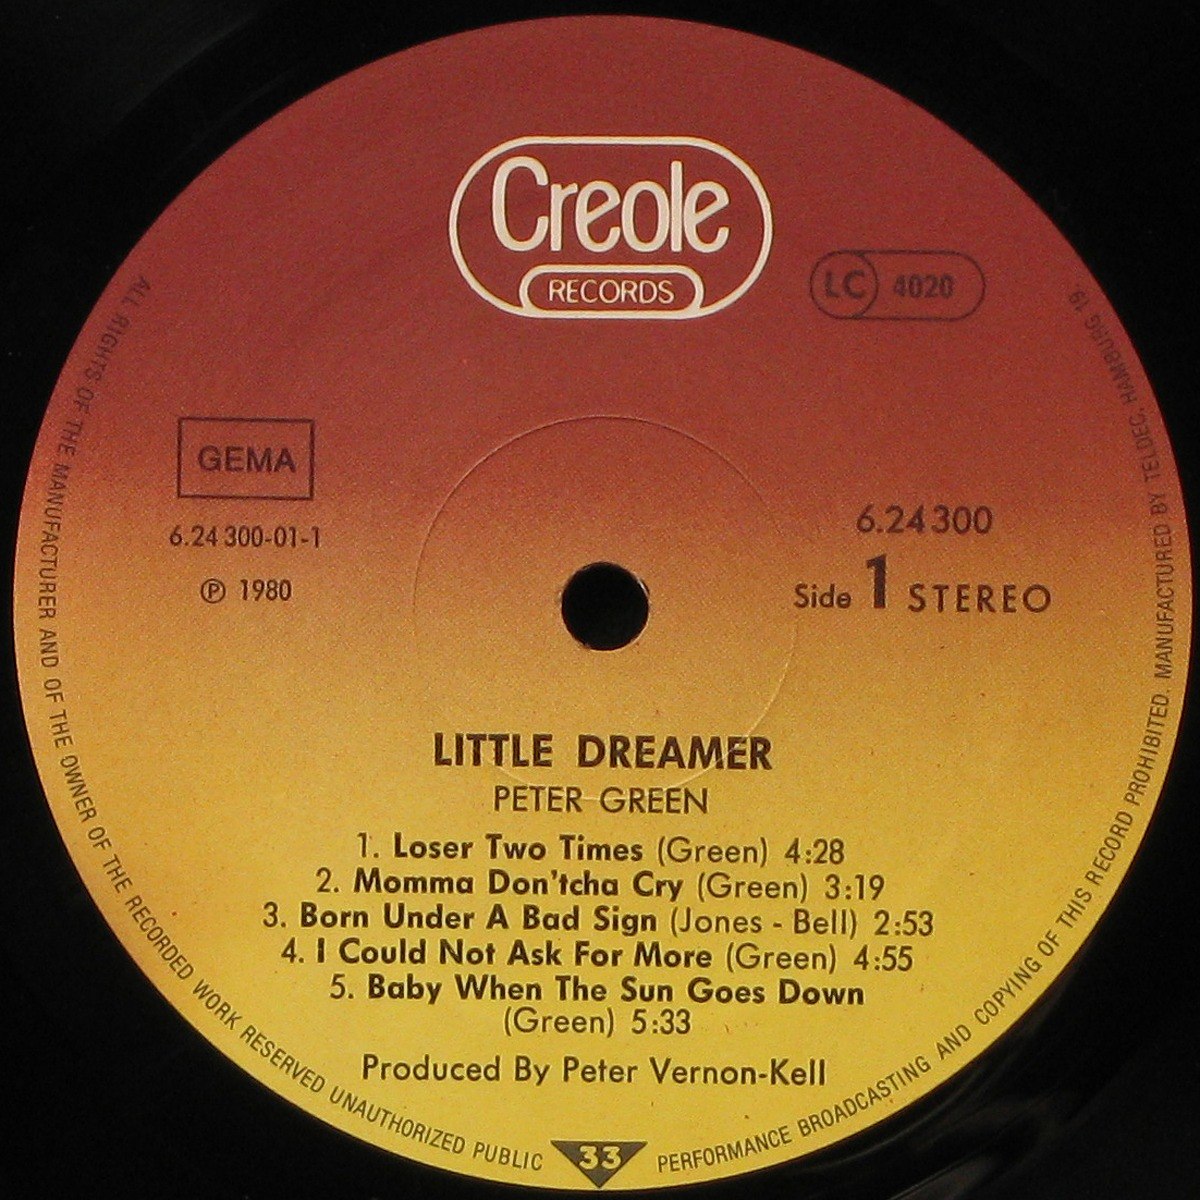 Creole
RECORDS
LC 4020
GEMA
6.24 300-01-1
℗ 1980
6.24 300
Side 1 STEREO
LITTLE DREAMER
PETER GREEN
1. Loser Two Times (Green) 4:28
2. Momma Don'tcha Cry (Green) 3:19
3. Born Under A Bad Sign (Jones - Bell) 2:53
4. I Could Not Ask For More (Green) 4:55
5. Baby When The Sun Goes Down
(Green) 5:33
Produced By Peter Vernon-Kell
ALL RIGHTS OF THE MANUFACTURER AND OF THE OWNER OF THE RECORDED WORK RESERVED UNAUTHORIZED PUBLIC
33
PERFORMANCE BROADCASTING AND COPYING OF THIS RECORD PROHIBITED. MANUFACTURED BY TELDEC, HAMBURG 19.